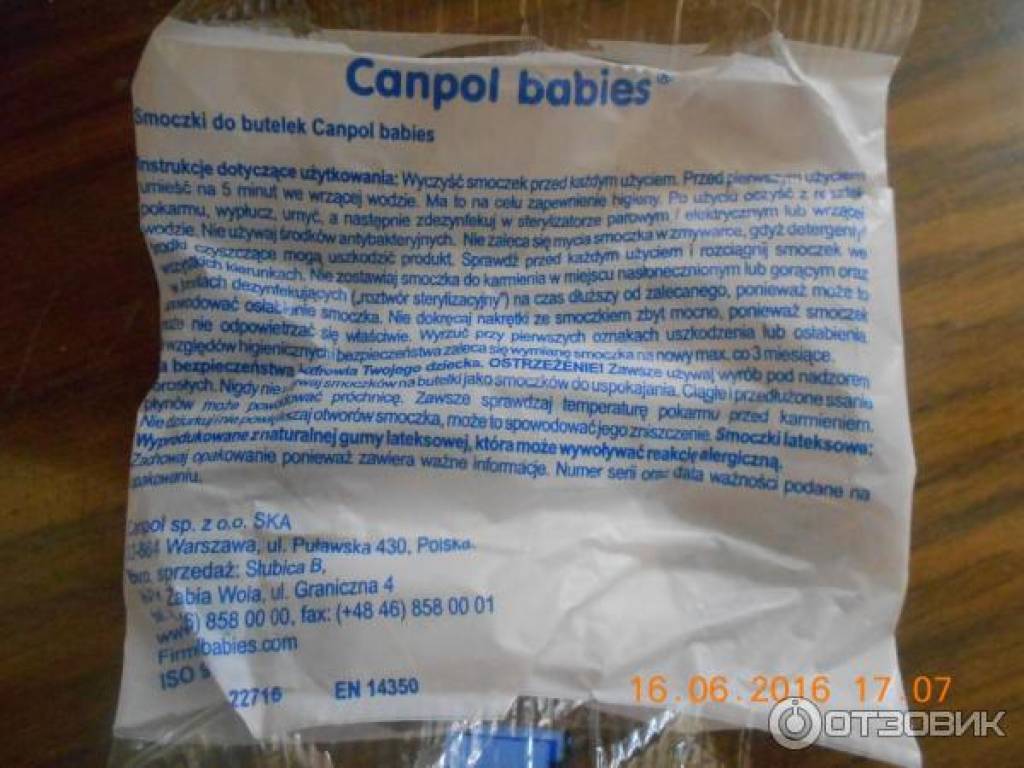 Canpol babies®
Smoczki do butelek Canpol babies
Instrukcje dotyczące użytkowania: Wyczyść smoczek przed każdym użyciem. Przed pierwszym użyciem
umieść na 5 minut we wrzącej wodzie. Ma to na celu zapewnienie higieny. Po użyciu oczyść z resztek
pokarmu, wypłucz, umyć, a następnie zdezynfekuj w sterylizatorze parowym / elektrycznym lub wrzącej
wodzie. Nie używaj środków antybakteryjnych. Nie zaleca się mycia smoczka w zmywarce, gdyż detergenty i
środki czyszczące mogą uszkodzić produkt. Sprawdź przed każdym użyciem i rozciągnij smoczek we
wszystkich kierunkach. Nie zostawiaj smoczka do karmienia w miejscu nasłonecznionym lub gorącym oraz
w środkach dezynfekujących („roztwór sterylizacyjny”) na czas dłuższy od zalecanego, ponieważ może to
spowodować osłabienie smoczka. Nie dokręcaj nakrętki ze smoczkiem zbyt mocno, ponieważ smoczek
może nie odpowietrzać się właściwie. Wyrzuć przy pierwszych oznakach uszkodzenia lub osłabienia.
względów higienicznych i bezpieczeństwa zaleca się wymianę smoczka na nowy max. co 3 miesiące.
bezpieczeństwa i zdrowia Twojego dziecka. OSTRZEŻENIE! Zawsze używaj wyrób pod nadzorem
dorosłych. Nigdy nie używaj smoczków na butelki jako smoczków do uspokajania. Ciągłe i przedłużone ssanie
płynów może powodować próchnicę. Zawsze sprawdzaj temperaturę pokarmu przed karmieniem.
Nie dziurkuj i nie powiększaj otworów smoczka, może to spowodować jego zniszczenie. Smoczki lateksowe:
Wyprodukowane z naturalnej gumy lateksowej, która może wywoływać reakcję alergiczną.
Zachowaj opakowanie ponieważ zawiera ważne informacje. Numer serii oraz data ważności podane na
opakowaniu.
Canpol sp. z o.o. SKA
-864 Warszawa, ul. Puławska 430, Polska.
sprzedaż: Słubica B,
Żabia Wola, ul. Graniczna 4
6) 858 00 00, fax: (+48 46) 858 00 01
www. babies.com
Firm
ISO 9
22716 EN 14350
16.06.2016 17:07
ОТЗОВИК